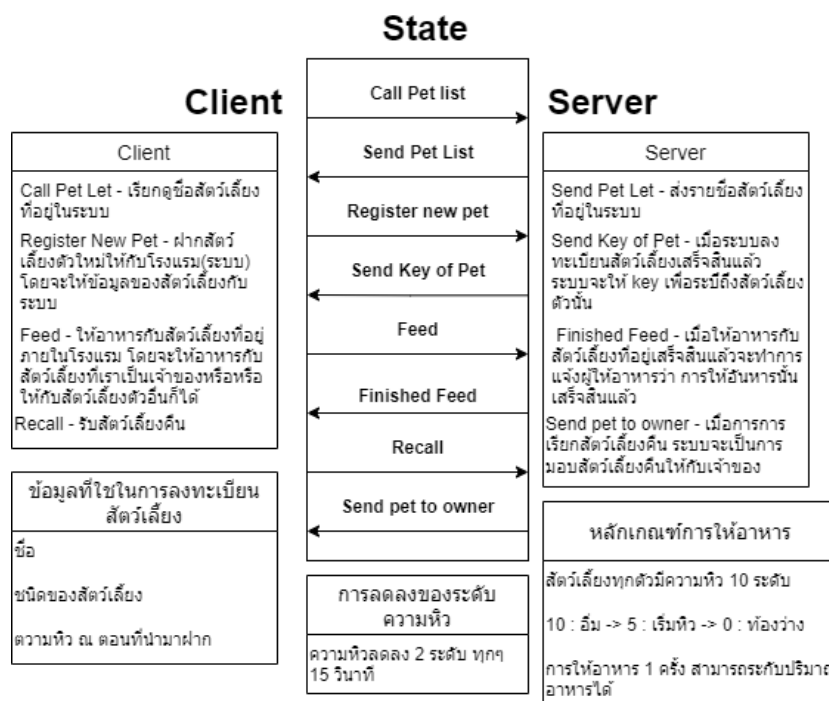 State
Client
Server
Call Pet list
Send Pet List
Register new pet
Send Key of Pet
Feed
Finished Feed
Recall
Send pet to owner
Client
Call Pet Let - เรียกดูชื่อสัตว์เลี้ยง
ที่อยู่ในระบบ
Register New Pet - ฝากสัตว์
เลี้ยงตัวใหม่ให้กับโรงแรม(ระบบ)
โดยจะให้ข้อมูลของสัตว์เลี้ยงกับ
ระบบ
Feed - ให้อาหารกับสัตว์เลี้ยงที่อยู่
ภายในโรงแรม โดยจะให้อาหารกับ
สัตว์เลี้ยงที่เราเป็นเจ้าของหรือหรือ
ให้กับสัตว์เลี้ยงตัวอื่นก็ได้
Recall - รับสัตว์เลี้ยงคืน
Server
Send Pet Let - ส่งรายชื่อสัตว์เลี้ยง
ที่อยู่ในระบบ
Send Key of Pet - เมื่อระบบลง
ทะเบียนสัตว์เลี้ยงเสร็จสิ้นแล้ว
ระบบจะให้ key เพื่อระบุถึงสัตว์เลี้ยง
ตัวนั้น
Finished Feed - เมื่อให้อาหารกับ
สัตว์เลี้ยงที่อยู่เสร็จสิ้นแล้วจะทำการ
แจ้งผู้ให้อาหารว่า การให้อันหารนั้น
เสร็จสิ้นแล้ว
Send pet to owner - เมื่อการการ
เรียกสัตว์เลี้ยงคืน ระบบจะเป็นการ
มอบสัตว์เลี้ยงคืนให้กับเจ้าของ
ข้อมูลที่ใช้ในการลงทะเบียน
สัตว์เลี้ยง
ชื่อ
ชนิดของสัตว์เลี้ยง
ความหิว ณ ตอนที่นำมาฝาก
การลดลงของระดับ
ความหิว
ความหิวลดลง 2 ระดับ ทุกๆ
15 วินาที
หลักเกณฑ์การให้อาหาร
สัตว์เลี้ยงทุกตัวมีความหิว 10 ระดับ
10 : อิ่ม -> 5 : เริ่มหิว -> 0 : ท้องว่าง
การให้อาหาร 1 ครั้ง สามารถระกับปริมาณ
อาหารได้